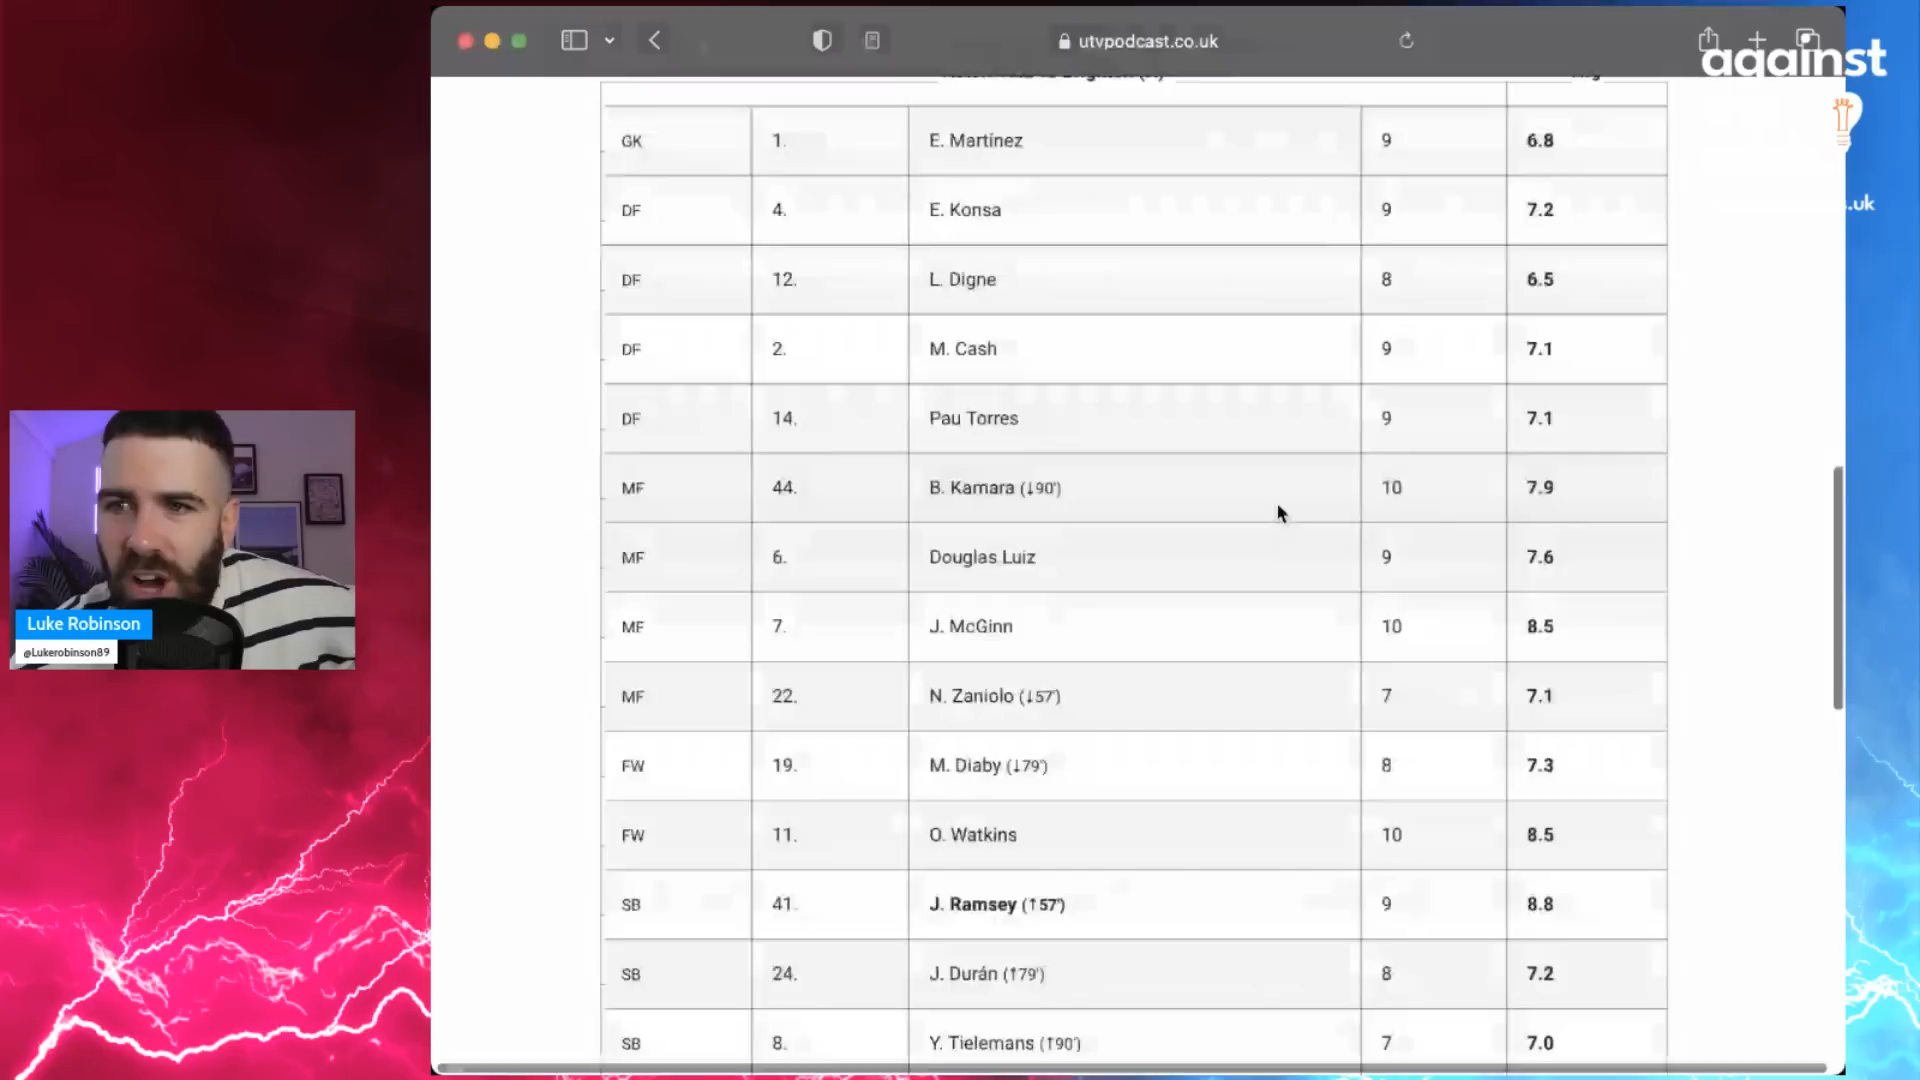 utvpodcast.co.uk
against
.uk
GK 1. E. Martínez 9 6.8
DF 4. E. Konsa 9 7.2
DF 12. L. Digne 8 6.5
DF 2. M. Cash 9 7.1
DF 14. Pau Torres 9 7.1
MF 44. B. Kamara (↓90') 10 7.9
MF 6. Douglas Luiz 9 7.6
MF 7. J. McGinn 10 8.5
MF 22. N. Zaniolo (↓57') 7 7.1
FW 19. M. Diaby (↓79') 8 7.3
FW 11. O. Watkins 10 8.5
SB 41. J. Ramsey (↑57') 9 8.8
SB 24. J. Durán (↑79') 8 7.2
SB 8. Y. Tielemans (↑90') 7 7.0
Luke Robinson
@Lukerobinson89